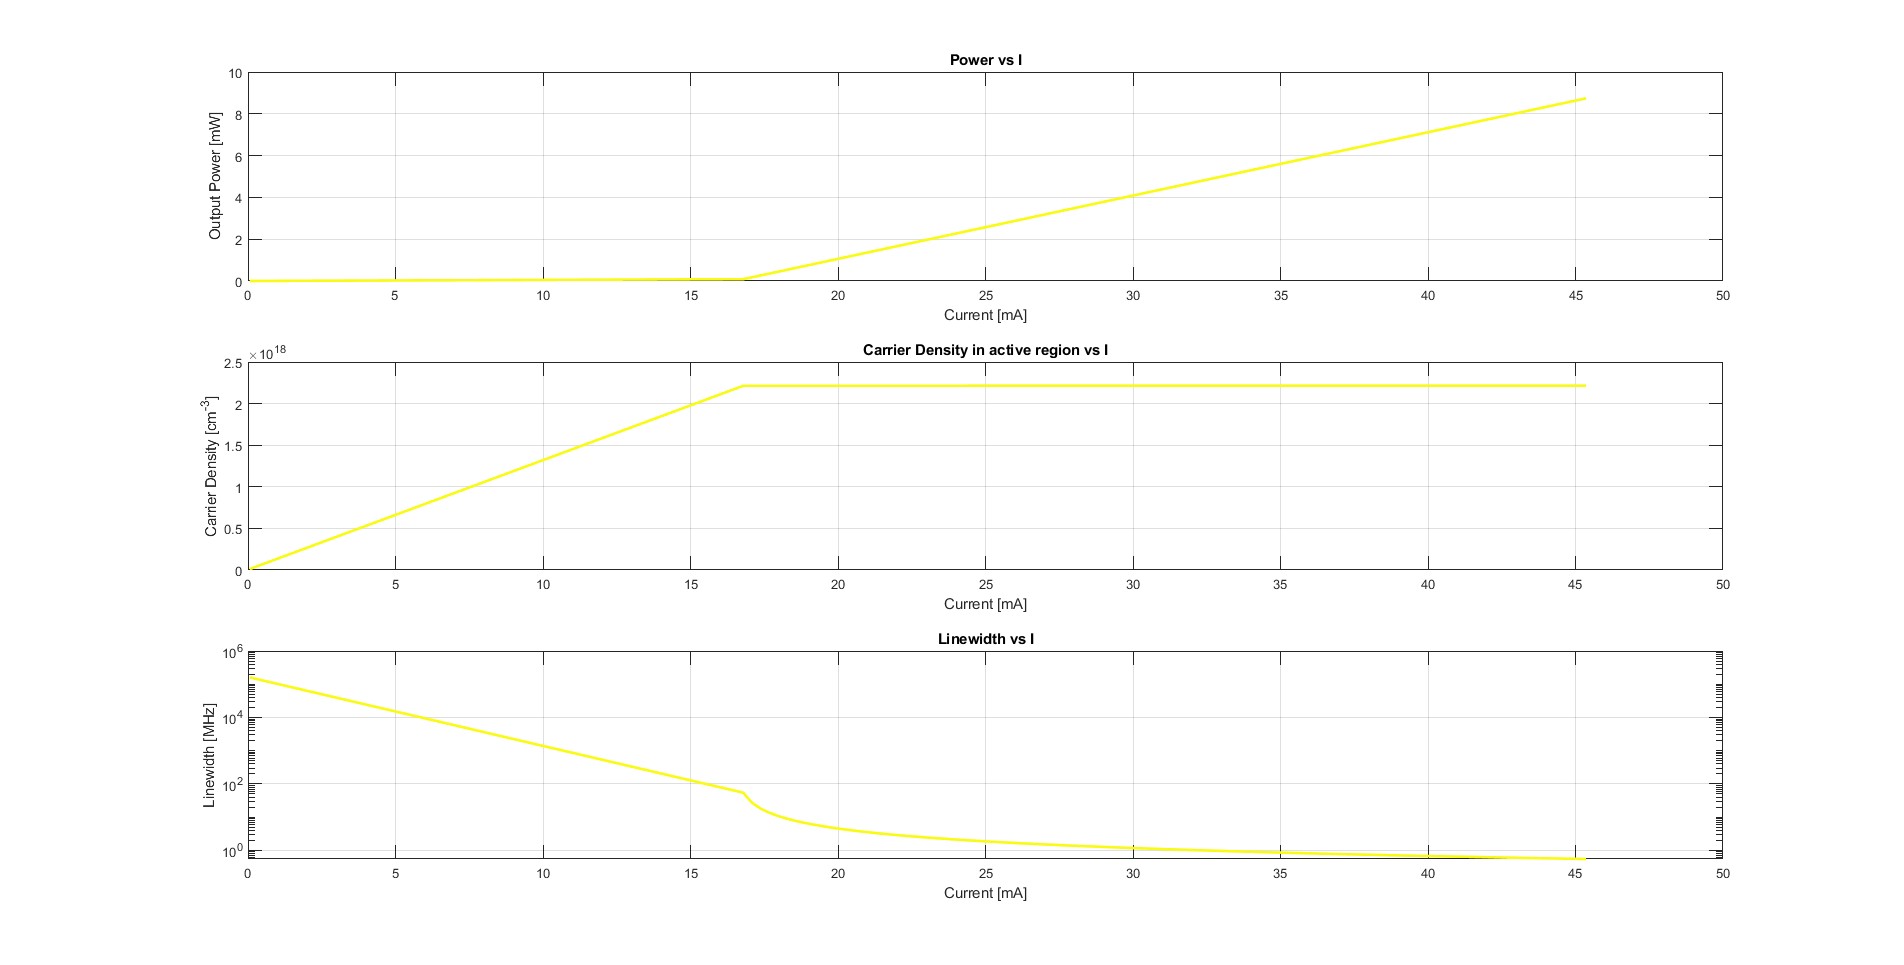 Power vs I
Output Power [mW]
10
8
6
4
2
0
0 5 10 15 20 25 30 35 40 45 50
Current [mA]
Carrier Density in active region vs I
×10^18
Carrier Density [cm^-3]
2.5
2
1.5
1
0.5
0
0 5 10 15 20 25 30 35 40 45 50
Current [mA]
Linewidth vs I
Linewidth [MHz]
10^6
10^4
10^2
10^0
0 5 10 15 20 25 30 35 40 45 50
Current [mA]